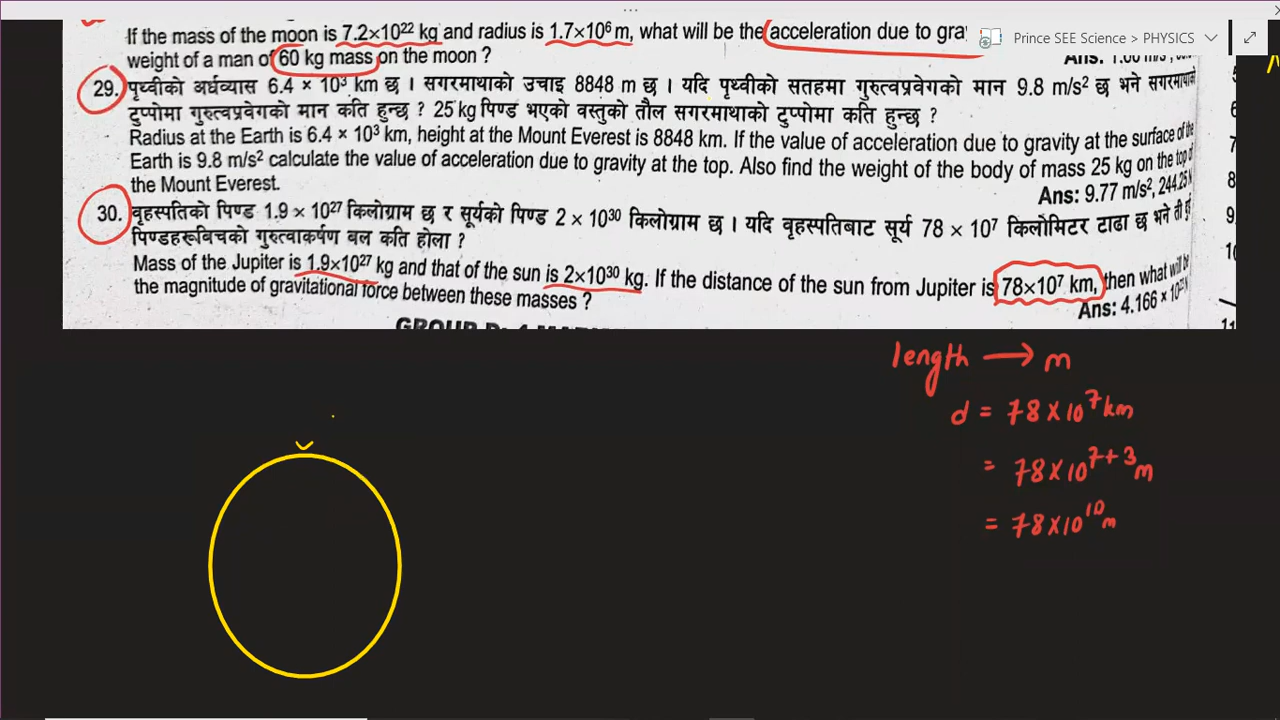 If the mass of the moon is 7.2×10²² kg and radius is 1.7×10⁶ m, what will be the acceleration due to gra
weight of a man of 60 kg mass on the moon ?
Prince SEE Science > PHYSICS
29. पृथ्वीको अर्धव्यास 6.4 × 10³ km छ । सगरमाथाको उचाइ 8848 m छ । यदि पृथ्वीको सतहमा गुरुत्वप्रवेगको मान 9.8 m/s² छ भने सगरमाथाको
टुप्पोमा गुरुत्वप्रवेगको मान कति हुन्छ ? 25 kg पिण्ड भएको वस्तुको तौल सगरमाथाको टुप्पोमा कति हुन्छ ?
Radius at the Earth is 6.4 × 10³ km, height at the Mount Everest is 8848 km. If the value of acceleration due to gravity at the surface of the
Earth is 9.8 m/s² calculate the value of acceleration due to gravity at the top. Also find the weight of the body of mass 25 kg on the top of
the Mount Everest.
Ans: 9.77 m/s², 244.25
30. बृहस्पतिको पिण्ड 1.9 × 10²⁷ किलोग्राम छ र सूर्यको पिण्ड 2 × 10³⁰ किलोग्राम छ । यदि बृहस्पतिबाट सूर्य 78 × 10⁷ किलोमिटर टाढा छ भने ती दुई
पिण्डहरूबिचको गुरुत्वाकर्षण बल कति होला ?
Mass of the Jupiter is 1.9×10²⁷ kg and that of the sun is 2×10³⁰ kg. If the distance of the sun from Jupiter is 78×10⁷ km, then what will be
the magnitude of gravitational force between these masses ?
Ans: 4.166 × 10
length → m
d = 78×10⁷ km
= 78×10⁷⁺³ m
= 78×10¹⁰ m